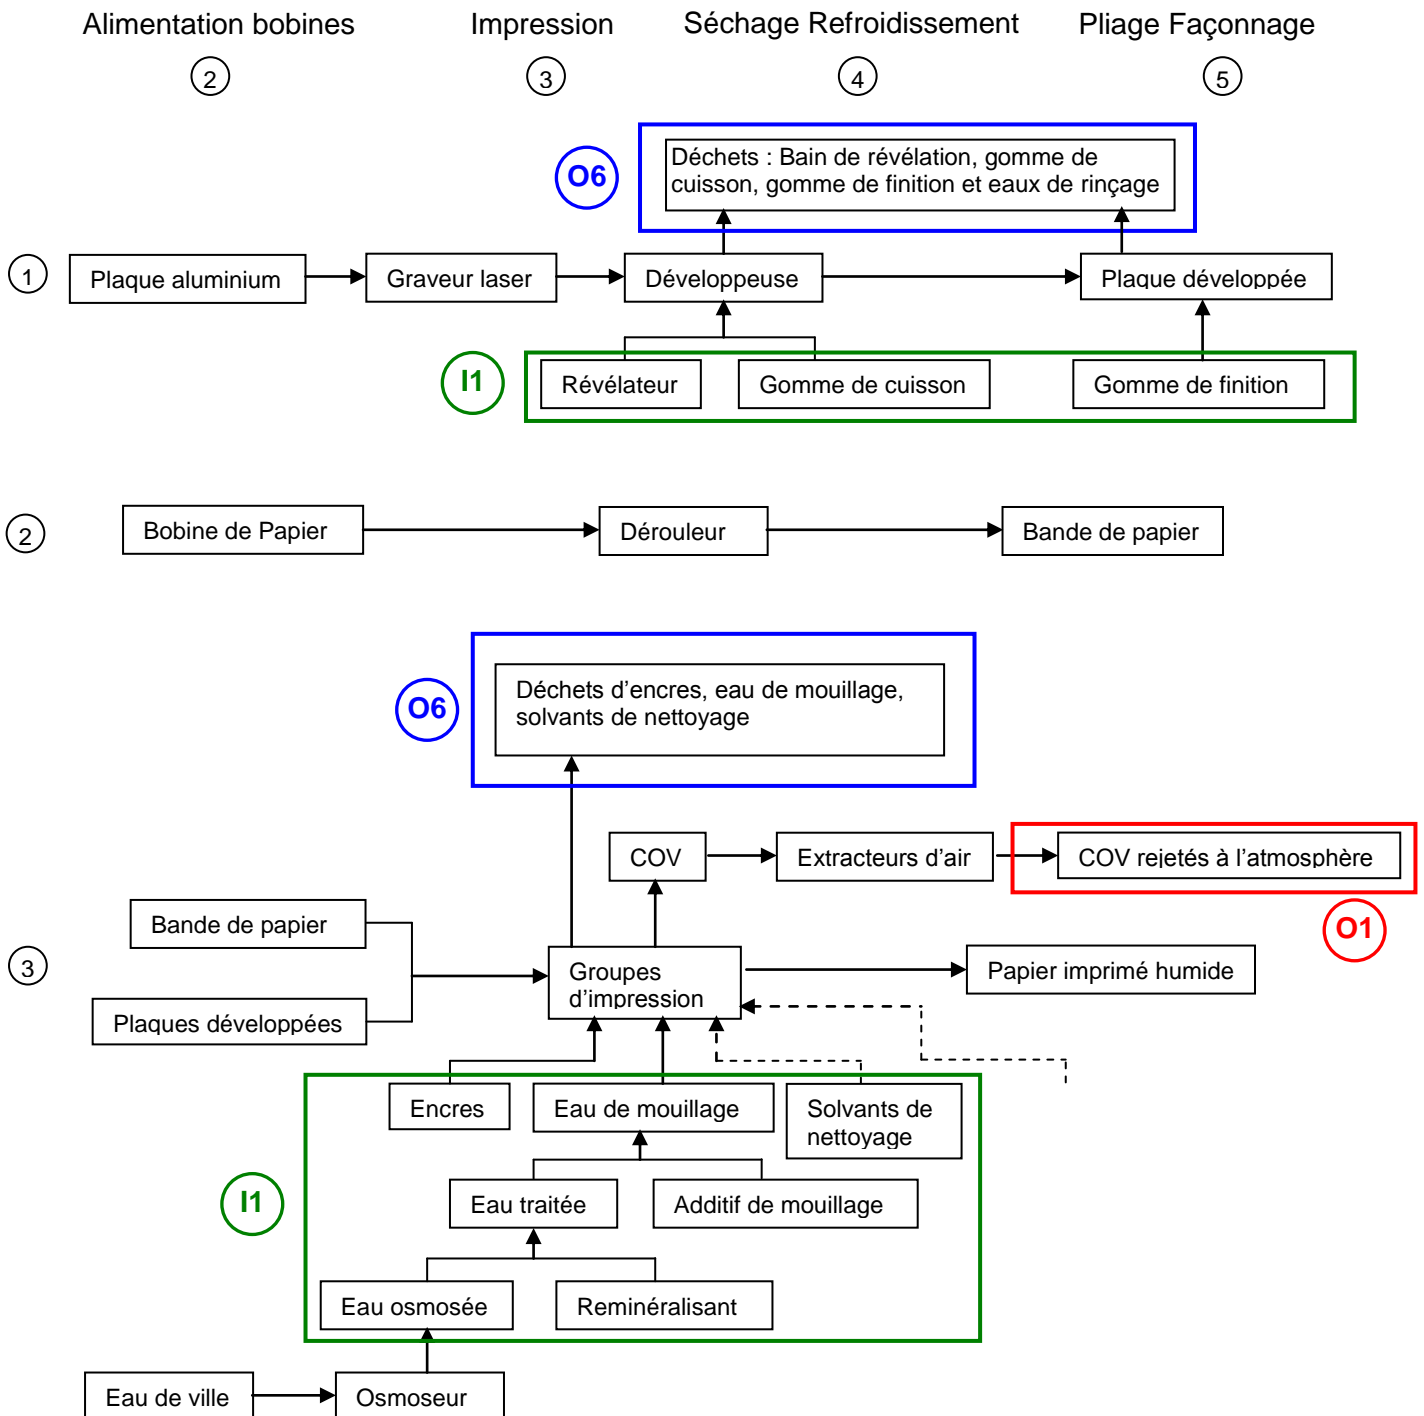 Alimentation bobines
Impression
Séchage Refroidissement
Pliage Façonnage
2
3
4
5
O6
Déchets : Bain de révélation, gomme de
cuisson, gomme de finition et eaux de rinçage
1
Plaque aluminium
Graveur laser
Développeuse
Plaque développée
I1
Révélateur
Gomme de cuisson
Gomme de finition
2
Bobine de Papier
Dérouleur
Bande de papier
O6
Déchets d'encres, eau de mouillage,
solvants de nettoyage
COV
Extracteurs d'air
COV rejetés à l'atmosphère
O1
Bande de papier
3
Groupes
d'impression
Papier imprimé humide
Plaques développées
Encres
Eau de mouillage
Solvants de
nettoyage
I1
Eau traitée
Additif de mouillage
Eau osmosée
Reminéralisant
Eau de ville
Osmoseur